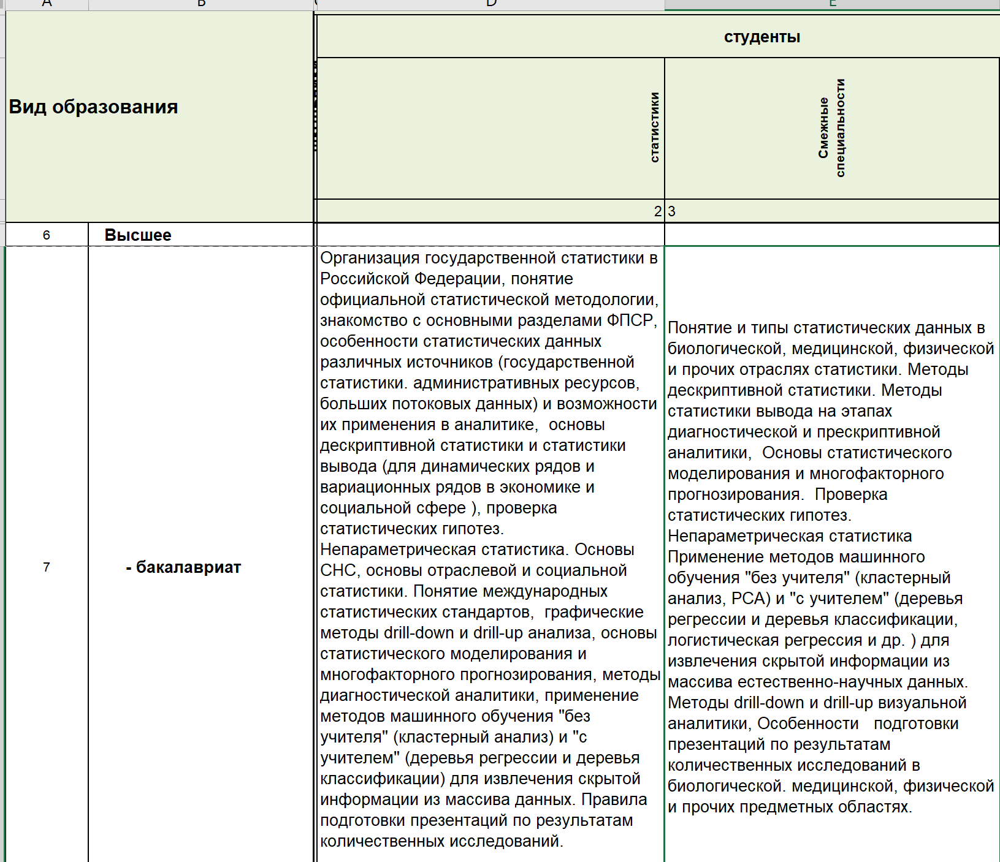 A B D E
студенты
Вид образования
статистики
Смежные
специальности
2 3
6 Высшее
7 - бакалавриат
Организация государственной статистики в
Российской Федерации, понятие
официальной статистической методологии,
знакомство с основными разделами ФПСР,
особенности статистических данных
различных источников (государственной
статистики. административных ресурсов,
больших потоковых данных) и возможности
их применения в аналитике,  основы
дескриптивной статистики и статистики
вывода (для динамических рядов и
вариационных рядов в экономике и
социальной сфере ), проверка
статистических гипотез.
Непараметрическая статистика. Основы
СНС, основы отраслевой и социальной
статистики. Понятие международных
статистических стандартов,  графические
методы drill-down и drill-up анализа, основы
статистического моделирования и
многофакторного прогнозирования, методы
диагностической аналитики, применение
методов машинного обучения "без
учителя" (кластерный анализ) и "с
учителем" (деревья регрессии и деревья
классификации) для извлечения скрытой
информации из массива данных. Правила
подготовки презентаций по результатам
количественных исследований.
Понятие и типы статистических данных в
биологической, медицинской, физической
и прочих отраслях статистики. Методы
дескриптивной статистики. Методы
статистики вывода на этапах
диагностической и прескриптивной
аналитики,  Основы статистического
моделирования и многофакторного
прогнозирования.  Проверка
статистических гипотез.
Непараметрическая статистика
Применение методов машинного
обучения "без учителя" (кластерный
анализ, PCA) и "с учителем" (деревья
регрессии и деревья классификации,
логистическая регрессия и др. ) для
извлечения скрытой информации из
массива естественно-научных данных.
Методы drill-down и drill-up визуальной
аналитики, Особенности   подготовки
презентаций по результатам
количественных исследований в
биологической. медицинской, физической
и прочих предметных областях.